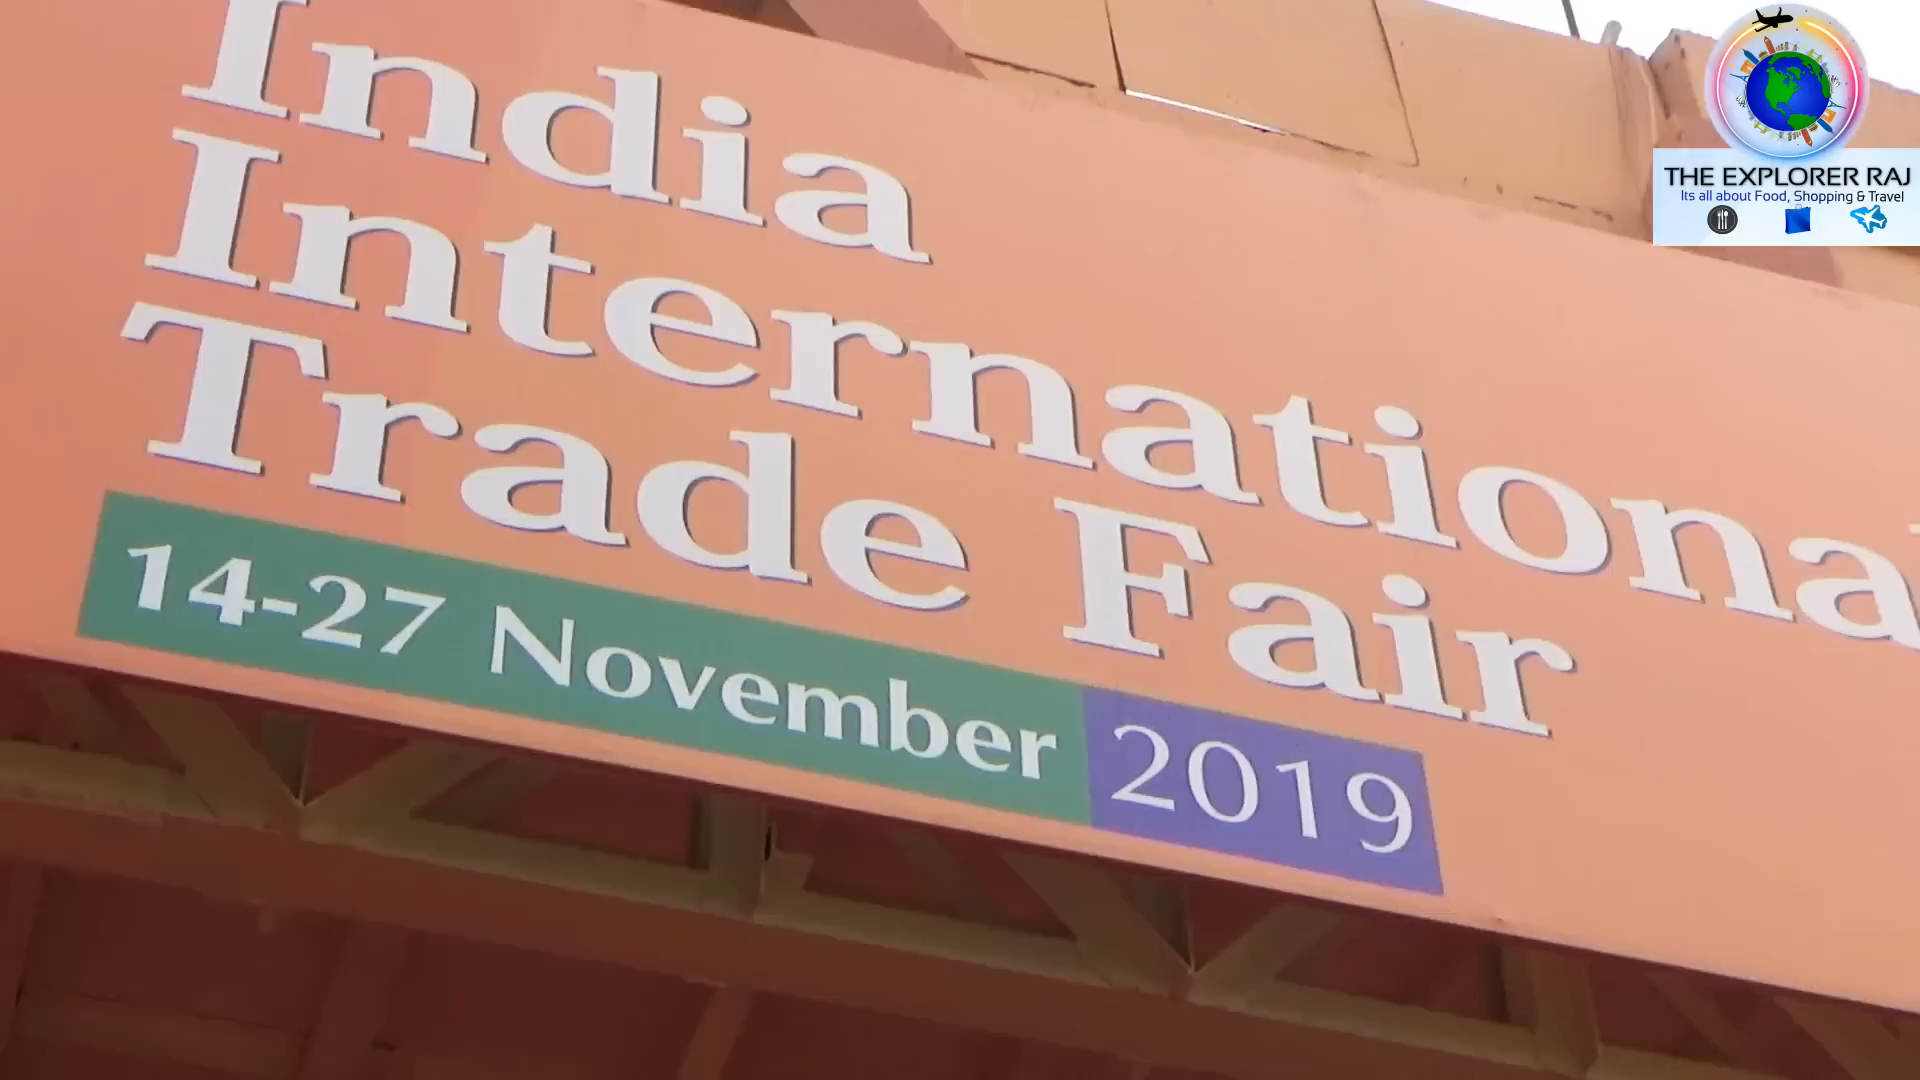 India
International
Trade Fair
14-27 November 2019
THE EXPLORER RAJ
Its all about Food, Shopping & Travel